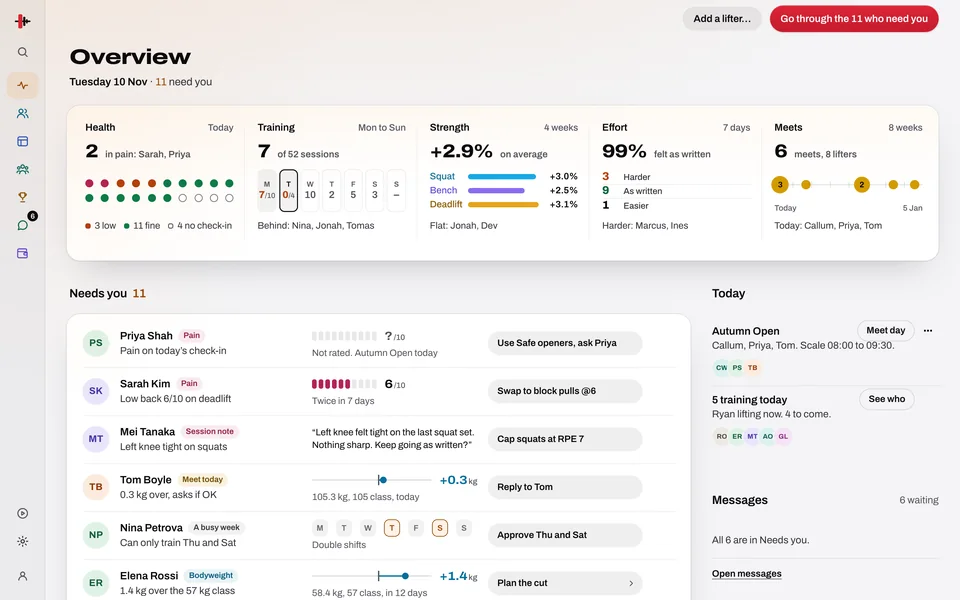 Add a lifter...
Go through the 11 who need you
Overview
Tuesday 10 Nov · 11 need you
6
Health Today
2 in pain: Sarah, Priya
3 low 11 fine 4 no check-in
Training Mon to Sun
7 of 52 sessions
M T W T F S S
7/10 0/4 10 2 5 3 –
Behind: Nina, Jonah, Tomas
Strength 4 weeks
+2.9% on average
Squat +3.0%
Bench +2.5%
Deadlift +3.1%
Flat: Jonah, Dev
Effort 7 days
99% felt as written
3 Harder
9 As written
1 Easier
Harder: Marcus, Ines
Meets 8 weeks
6 meets, 8 lifters
3 2
Today 5 Jan
Today: Callum, Priya, Tom
Needs you 11
PS Priya Shah Pain
Pain on today's check-in
? /10
Not rated. Autumn Open today
Use Safe openers, ask Priya
SK Sarah Kim Pain
Low back 6/10 on deadlift
6 /10
Twice in 7 days
Swap to block pulls @6
MT Mei Tanaka Session note
Left knee tight on squats
“Left knee felt tight on the last squat set.
Nothing sharp. Keep going as written?”
Cap squats at RPE 7
TB Tom Boyle Meet today
0.3 kg over, asks if OK
+0.3 kg
105.3 kg, 105 class, today
Reply to Tom
NP Nina Petrova A busy week
Can only train Thu and Sat
M T W T F S S
Double shifts
Approve Thu and Sat
ER Elena Rossi Bodyweight
1.4 kg over the 57 kg class
+1.4 kg
58.4 kg, 57 class, in 12 days
Plan the cut
Today
Autumn Open Meet day
Callum, Priya, Tom. Scale 08:00 to 09:30.
CW PS TB
5 training today See who
Ryan lifting now. 4 to come.
RO ER MT AO GL
Messages 6 waiting
All 6 are in Needs you.
Open messages